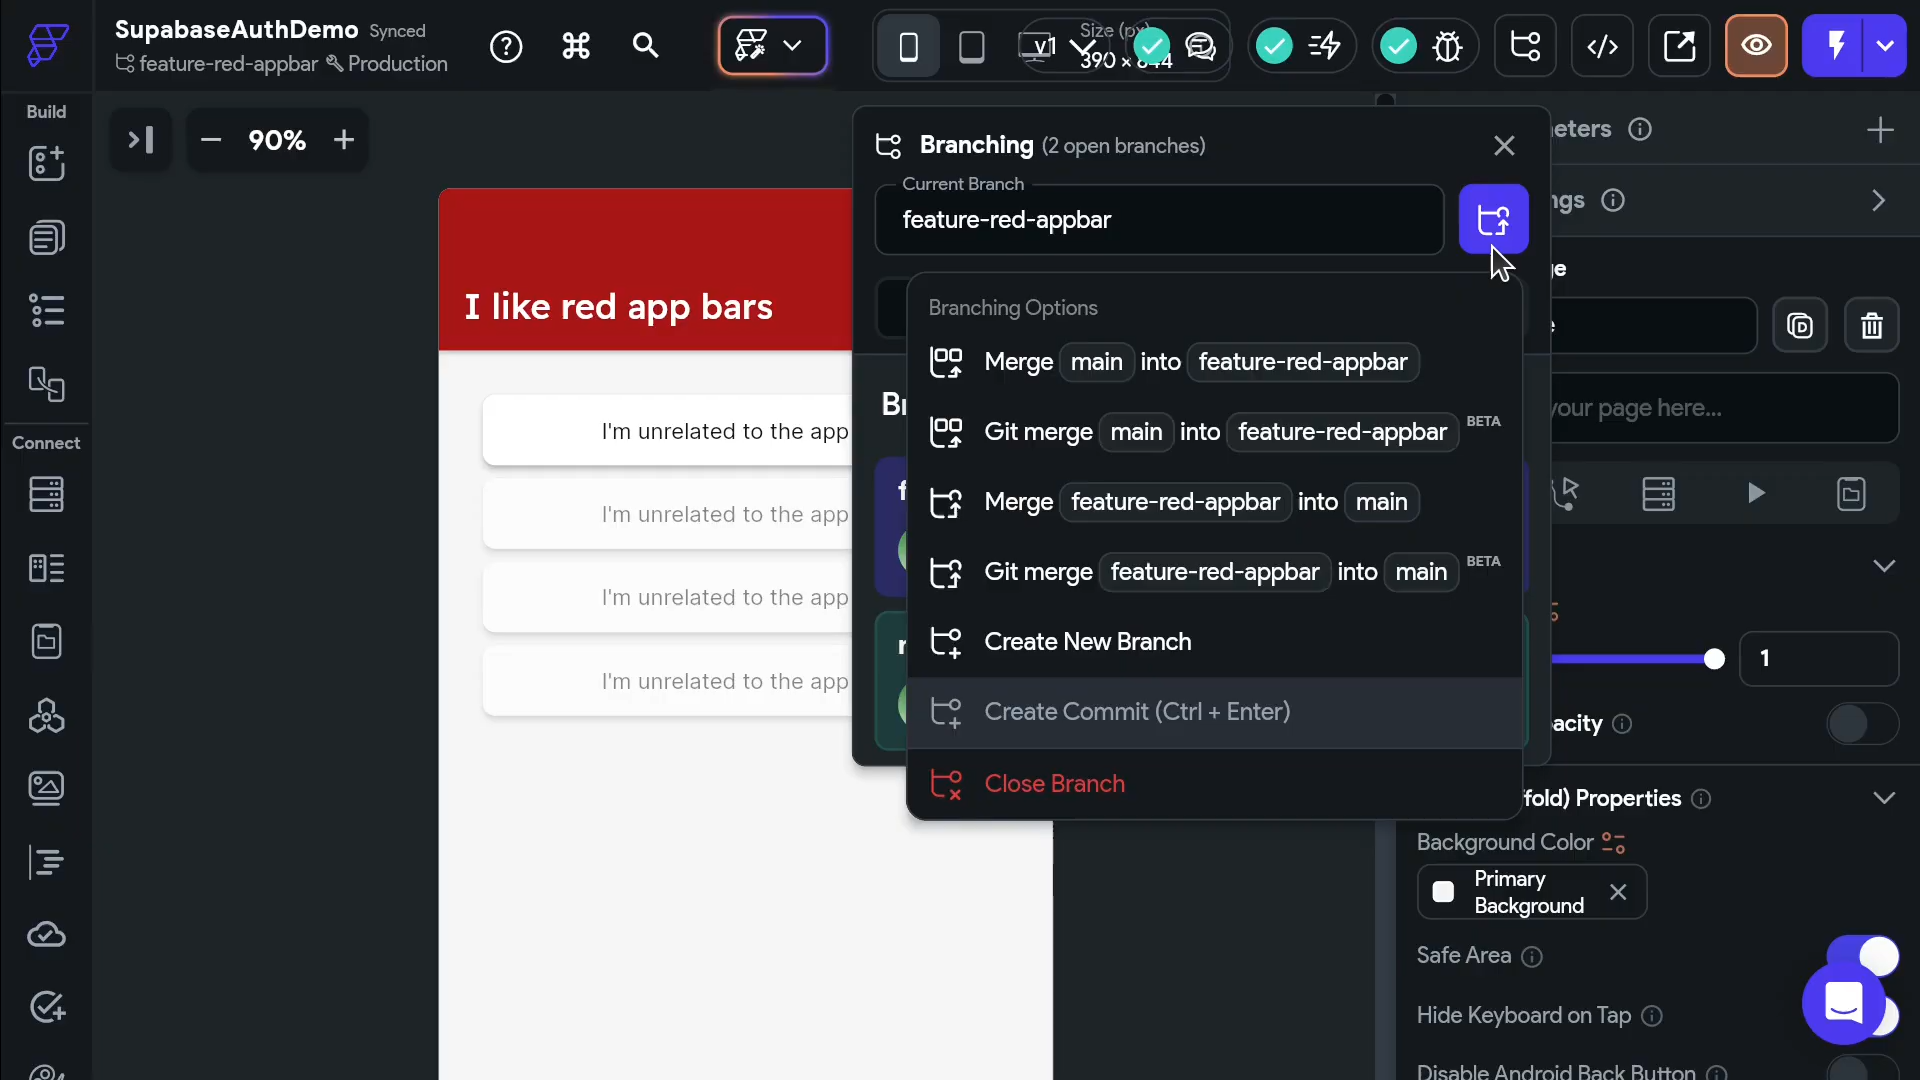 SupabaseAuthDemo Synced
feature-red-appbar Production
Size (px)
390 × 844
v1
Build
90%
Connect
I like red app bars
I'm unrelated to the app
I'm unrelated to the app
I'm unrelated to the app
I'm unrelated to the app
Branching (2 open branches)
Current Branch
feature-red-appbar
Branching Options
Merge main into feature-red-appbar
Git merge main into feature-red-appbar BETA
Merge feature-red-appbar into main
Git merge feature-red-appbar into main BETA
Create New Branch
Create Commit (Ctrl + Enter)
Close Branch
eters
ngs
your page here...
1
acity
fold) Properties
Background Color
Primary
Background
Safe Area
Hide Keyboard on Tap
Disable Android Back Button